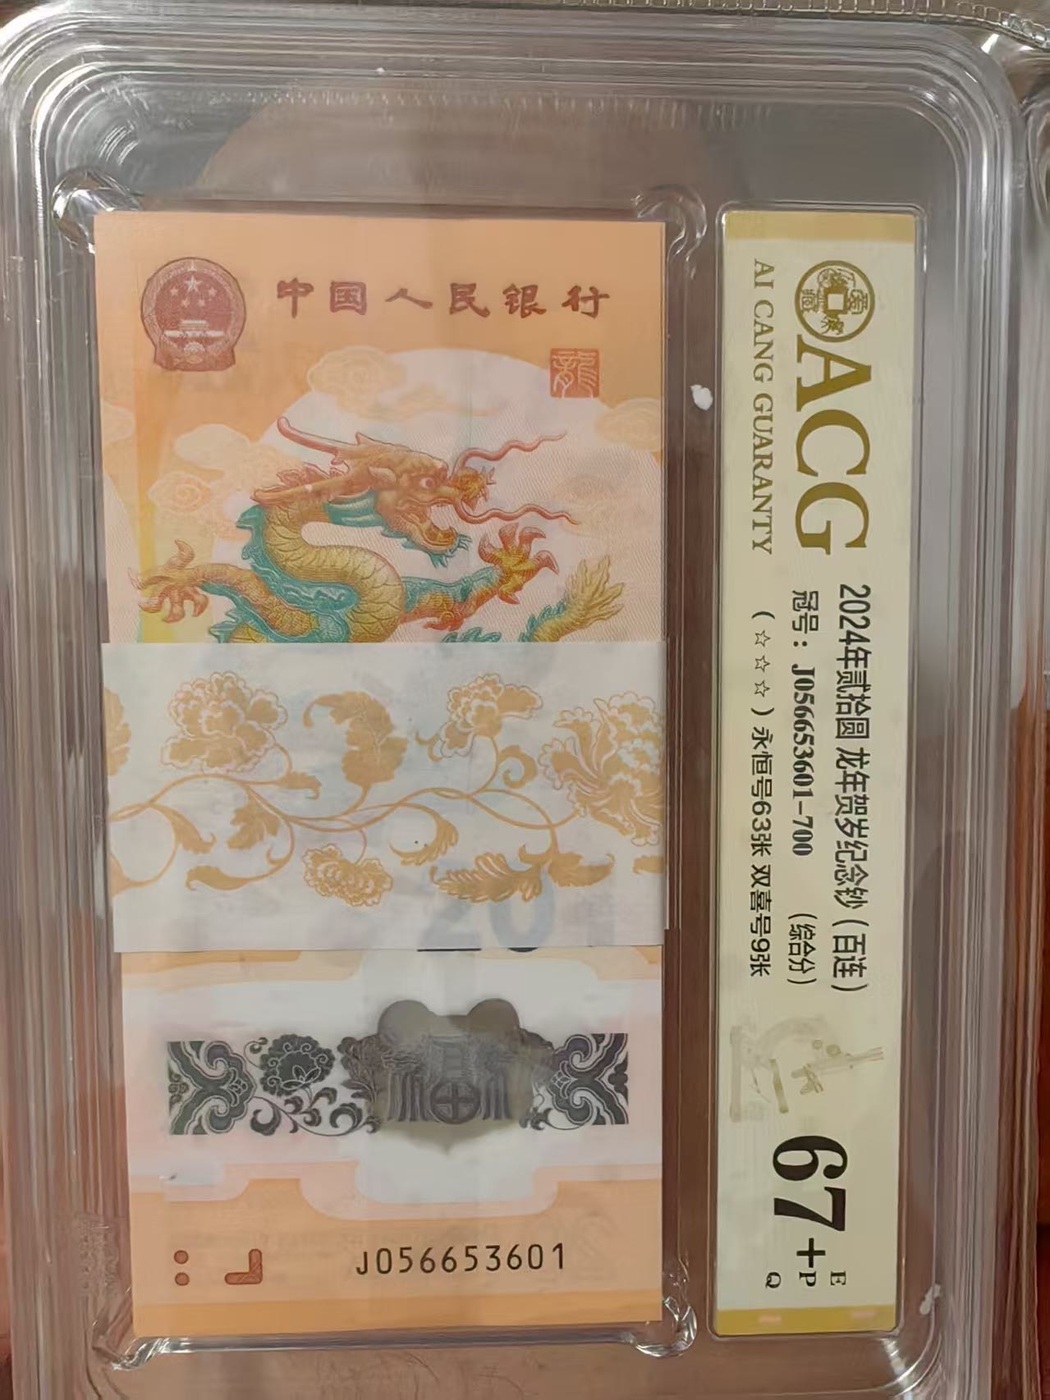 中国人民银行
龍
20
J056653601
ACG
AI CANG GUARANTY
2024年贰拾圆 龙年贺岁纪念钞（百连）
冠号：J056653601-700 （综合分）
（☆☆☆）永恒号63张 双喜号9张
67+
E
P
Q